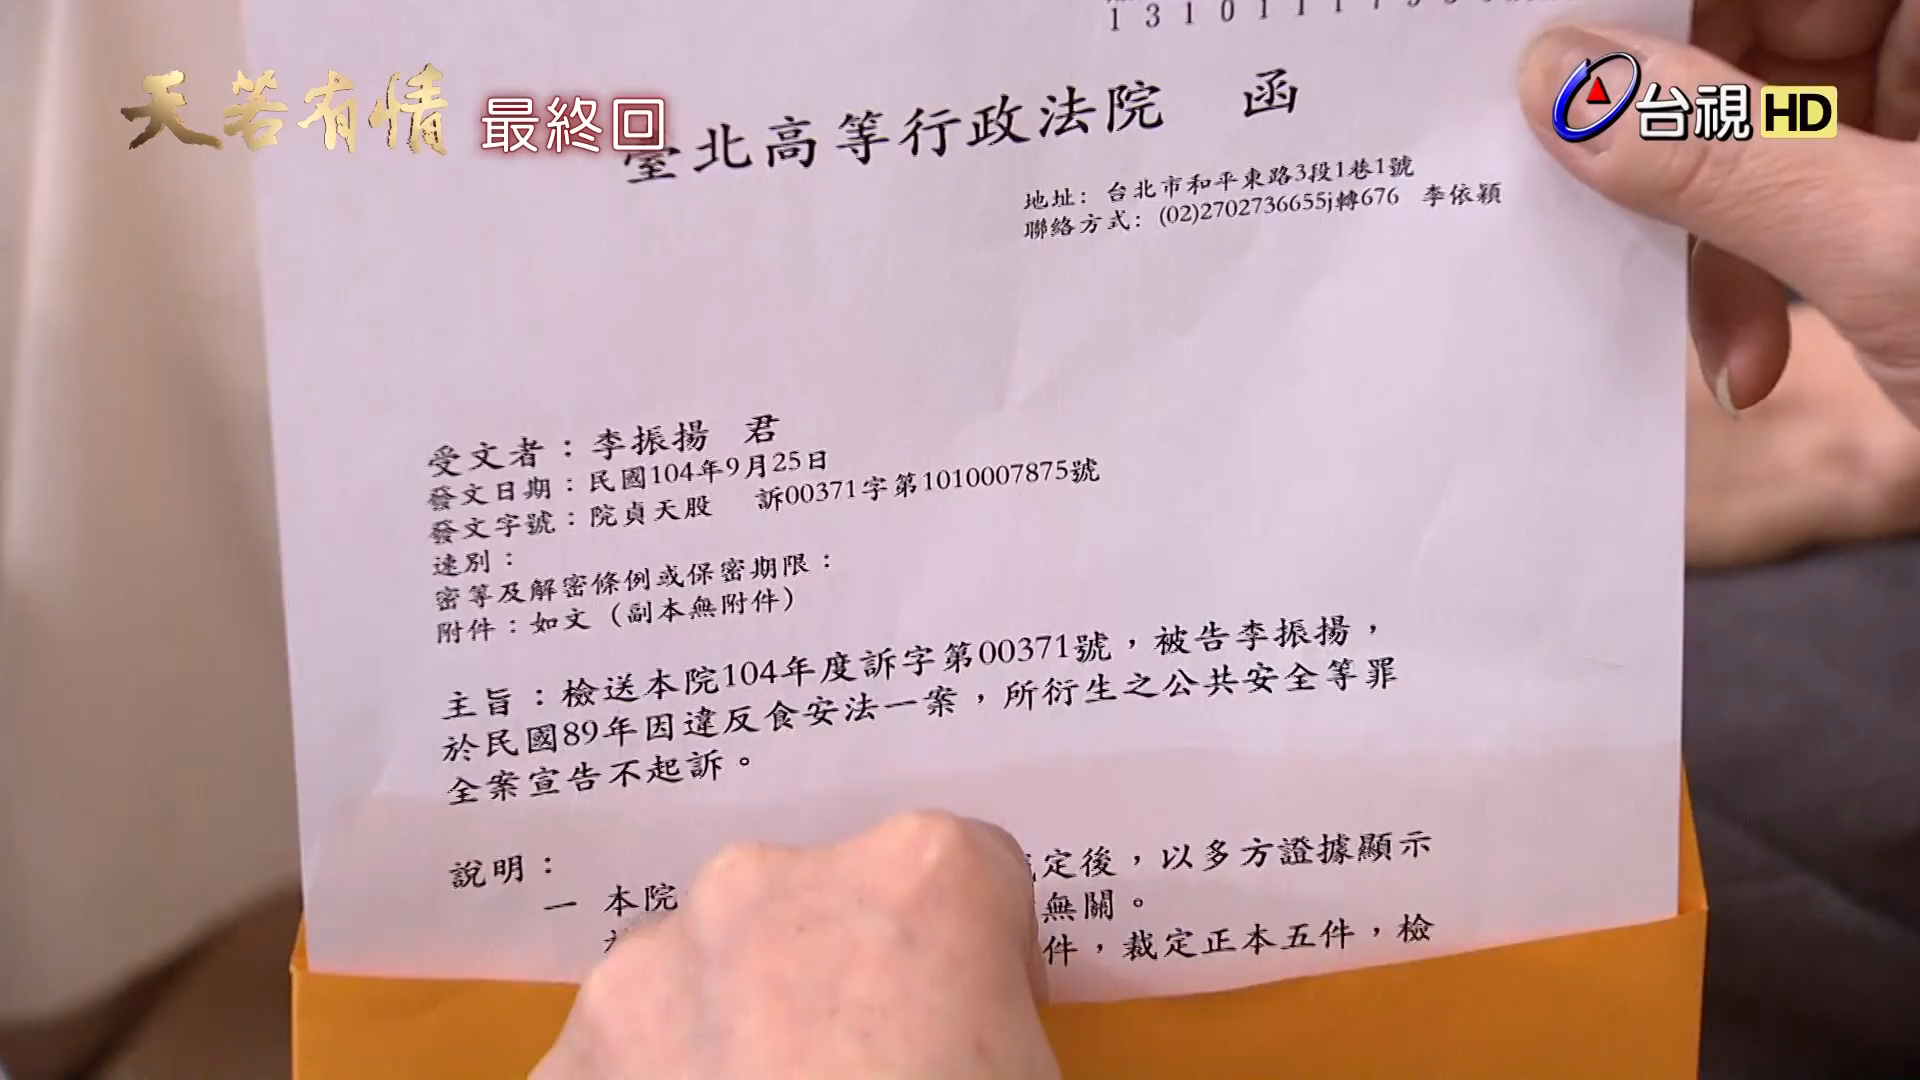 天若有情 最終回
台視HD
臺北高等行政法院 函
地址：台北市和平東路3段1巷1號
聯絡方式：(02)2702736655j轉676 李依穎
受文者：李振揚 君
發文日期：民國104年9月25日
發文字號：院貞天股 訴00371字第1010007875號
速別：
密等及解密條例或保密期限：
附件：如文（副本無附件）
主旨：檢送本院104年度訴字第00371號，被告李振揚，
於民國89年因違反食安法一案，所衍生之公共安全等罪
全案宣告不起訴。
說明：
一 本院 定後，以多方證據顯示
無關。
件，裁定正本五件，檢